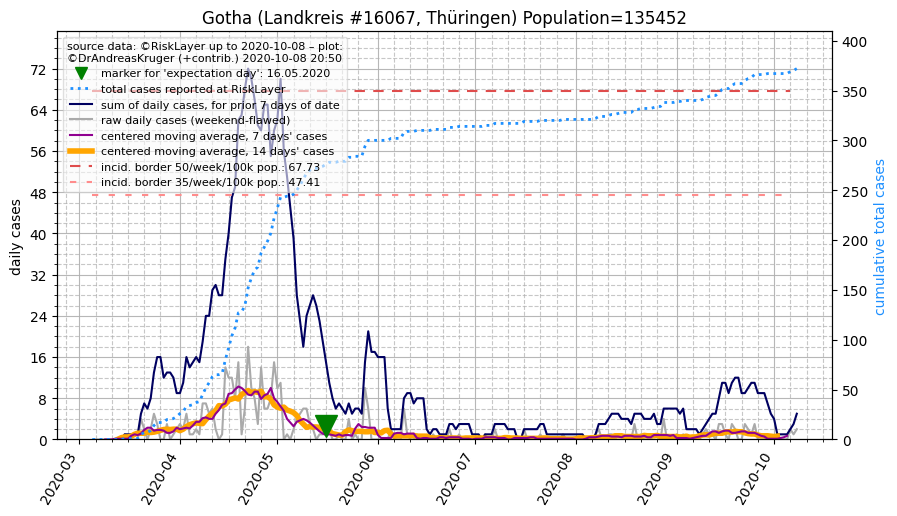 Gotha (Landkreis #16067, Thüringen) Population=135452
source data: ©RiskLayer up to 2020-10-08 – plot:
©DrAndreasKruger (+contrib.) 2020-10-08 20:50
marker for 'expectation day': 16.05.2020
total cases reported at RiskLayer
sum of daily cases, for prior 7 days of date
raw daily cases (weekend-flawed)
centered moving average, 7 days' cases
centered moving average, 14 days' cases
incid. border 50/week/100k pop.: 67.73
incid. border 35/week/100k pop.: 47.41
daily cases
72
64
56
48
40
32
24
16
8
0
cumulative total cases
400
350
300
250
200
150
100
50
0
2020-03
2020-04
2020-05
2020-06
2020-07
2020-08
2020-09
2020-10